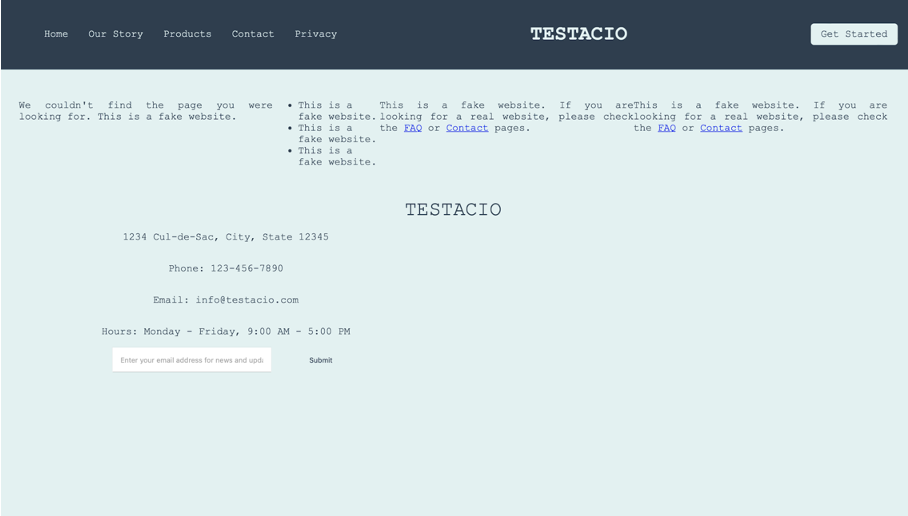 Home Our Story Products Contact Privacy
TESTACIO
Get Started
We couldn't find the page you were
looking for. This is a fake website.
This is a
fake website.
This is a
fake website.
This is a
fake website.
This is a fake website. If you are
looking for a real website, please check
the FAQ or Contact pages.
This is a fake website. If you are
looking for a real website, please check
the FAQ or Contact pages.
TESTACIO
1234 Cul-de-Sac, City, State 12345
Phone: 123-456-7890
Email: info@testacio.com
Hours: Monday - Friday, 9:00 AM - 5:00 PM
Enter your email address for news and upd
Submit